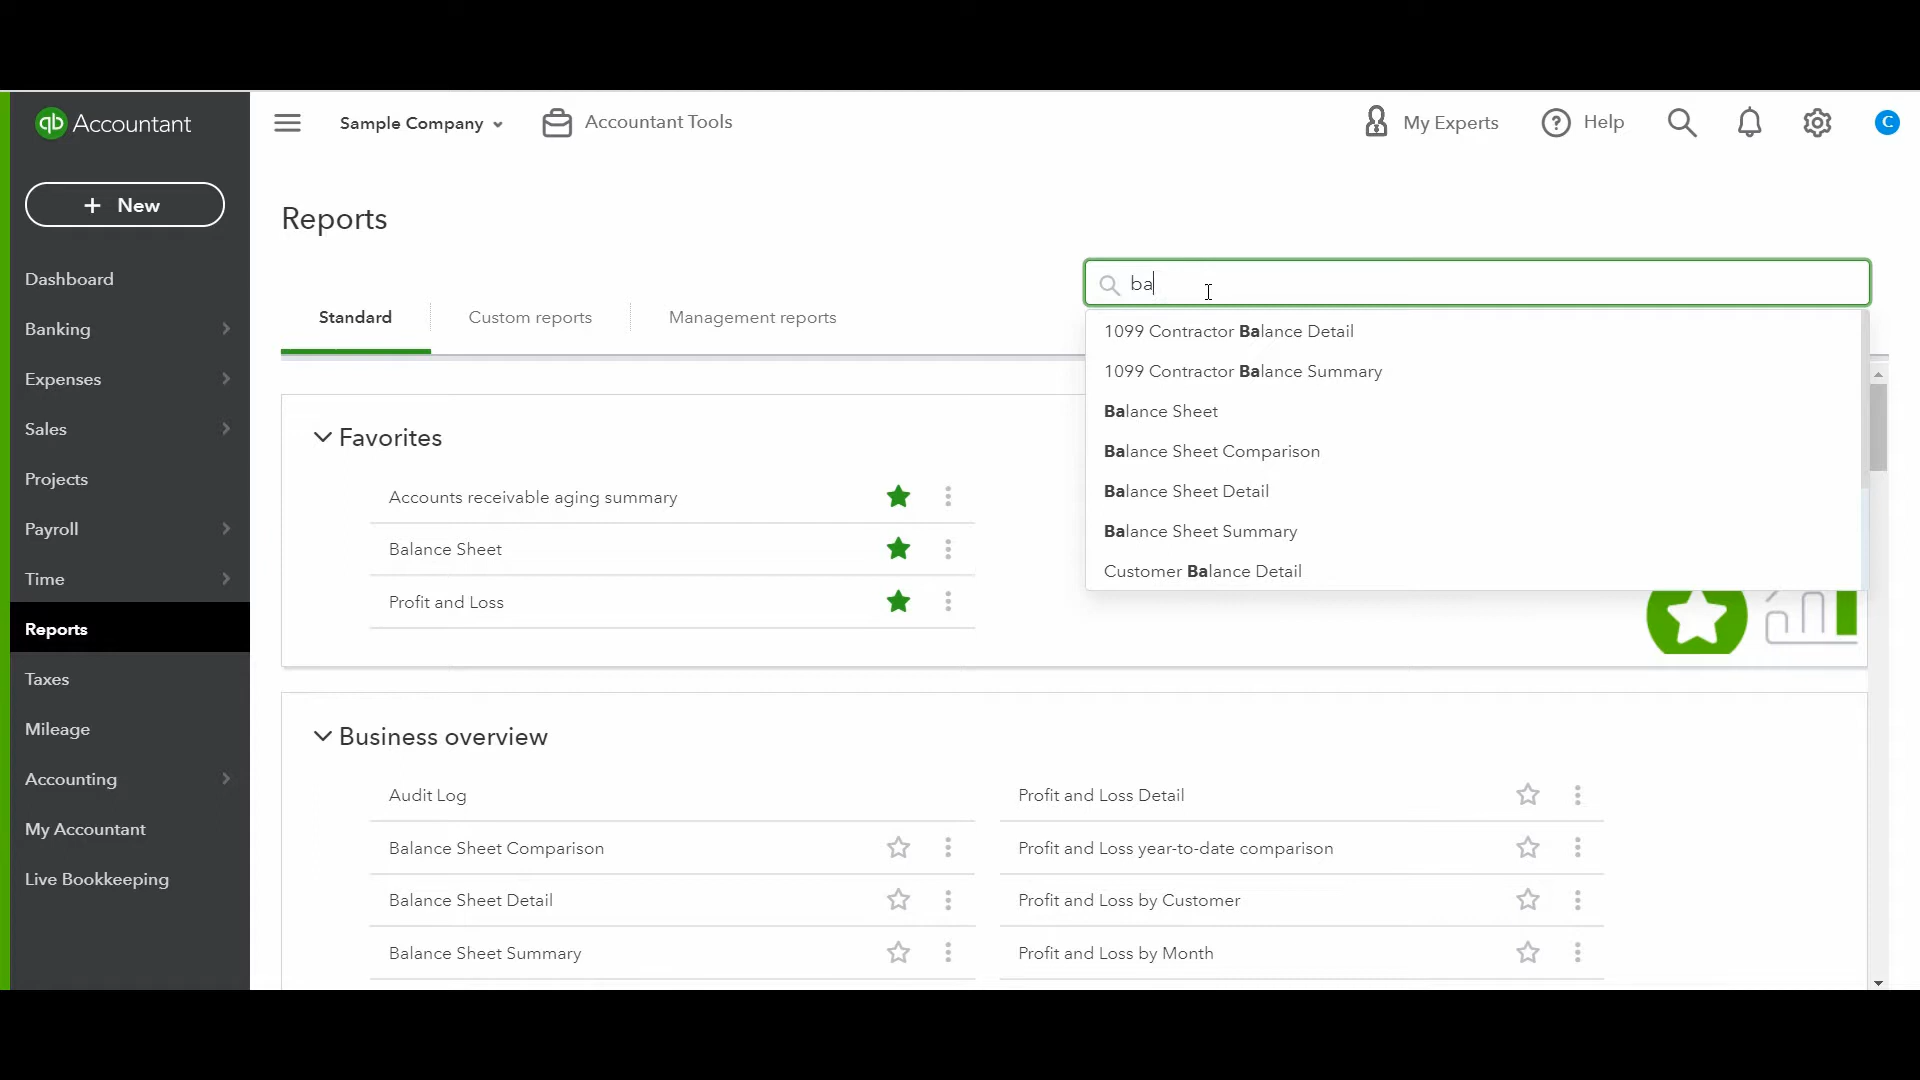 qb Accountant
Sample Company
Accountant Tools
My Experts
Help
C
+ New
Dashboard
Banking
Expenses
Sales
Projects
Payroll
Time
Reports
Taxes
Mileage
Accounting
My Accountant
Live Bookkeeping
Reports
ba
Standard
Custom reports
Management reports
1099 Contractor Balance Detail
1099 Contractor Balance Summary
Balance Sheet
Balance Sheet Comparison
Balance Sheet Detail
Balance Sheet Summary
Customer Balance Detail
Favorites
Accounts receivable aging summary
Balance Sheet
Profit and Loss
Business overview
Audit Log
Balance Sheet Comparison
Balance Sheet Detail
Balance Sheet Summary
Profit and Loss Detail
Profit and Loss year-to-date comparison
Profit and Loss by Customer
Profit and Loss by Month